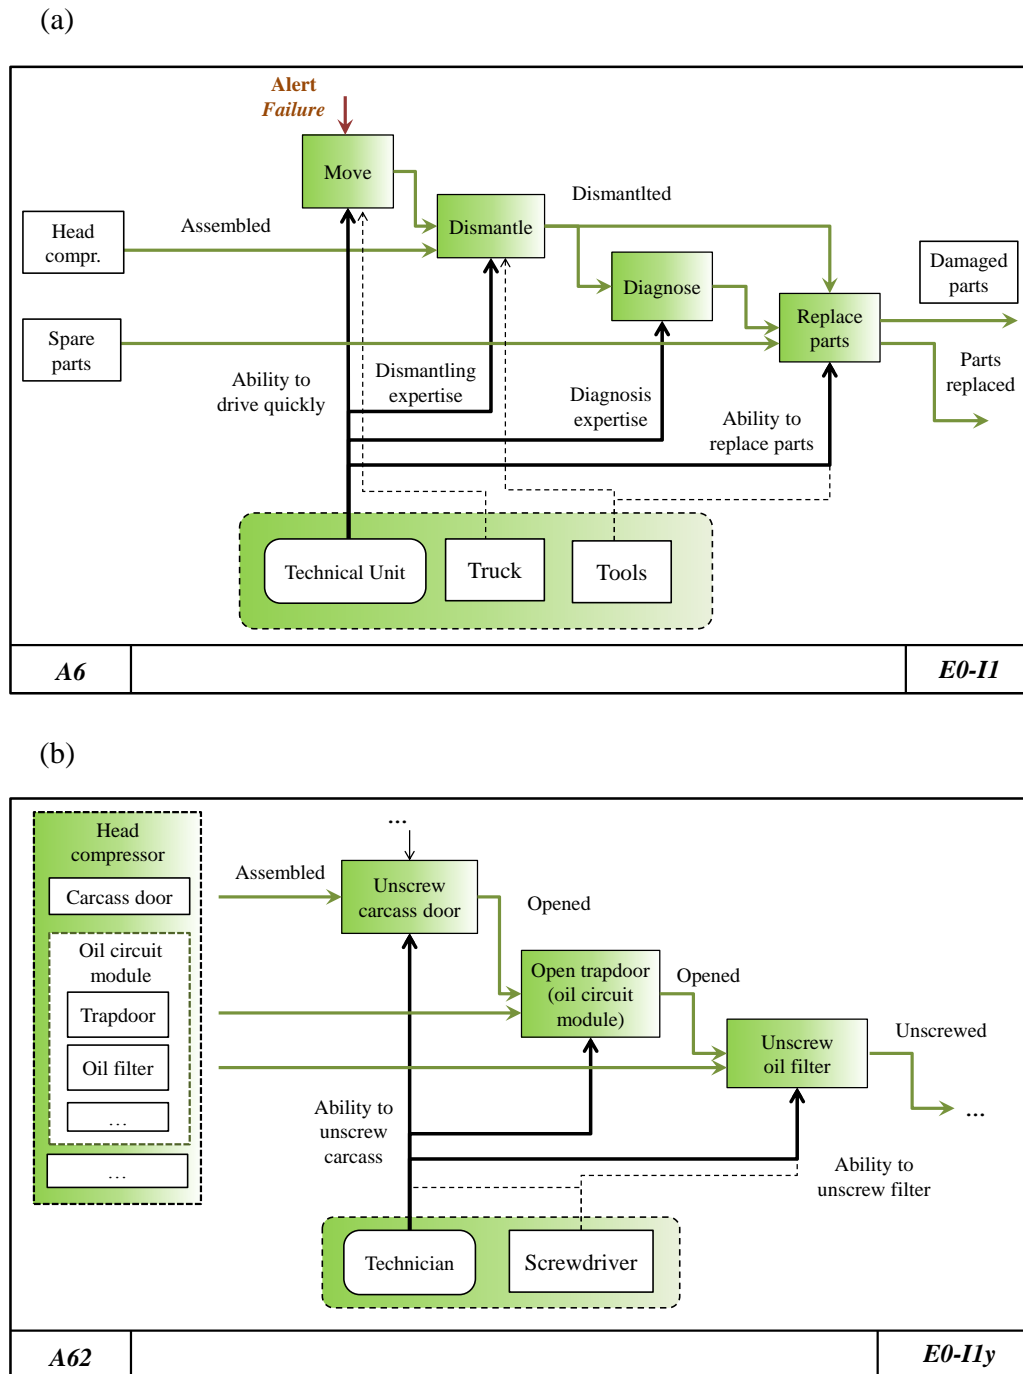 (a)
Alert
Failure
Move
Dismantlted
Assembled
Dismantle
Head
compr.
Damaged
parts
Diagnose
Replace
parts
Spare
parts
Parts
replaced
Ability to
drive quickly
Dismantling
expertise
Diagnosis
expertise
Ability to
replace parts
Technical Unit
Truck
Tools
A6
E0-I1
(b)
...
Head
compressor
Assembled
Unscrew
carcass door
Carcass door
Opened
Oil circuit
module
Open trapdoor
(oil circuit
module)
Opened
Trapdoor
Unscrewed
Unscrew
oil filter
Oil filter
...
...
Ability to
unscrew
carcass
...
Ability to
unscrew filter
Technician
Screwdriver
A62
E0-I1y